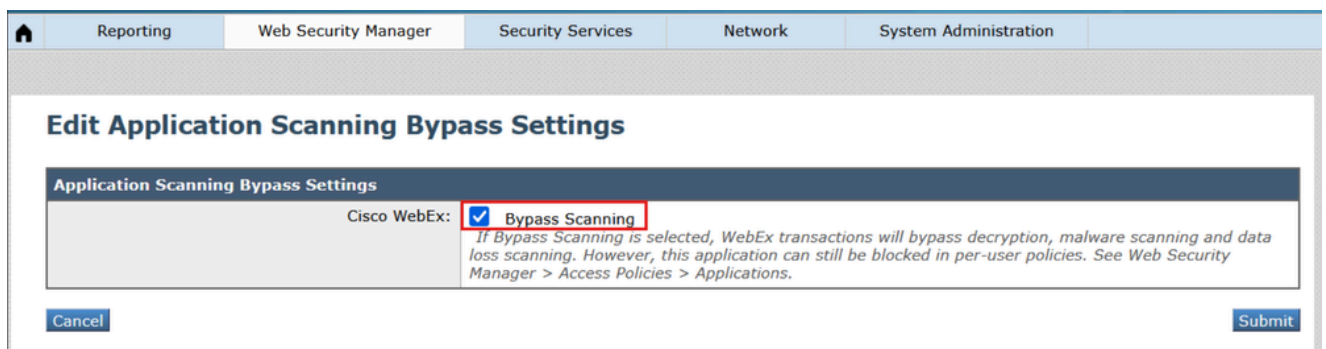 Reporting Web Security Manager Security Services Network System Administration
Edit Application Scanning Bypass Settings
Application Scanning Bypass Settings
Cisco WebEx: Bypass Scanning
If Bypass Scanning is selected, WebEx transactions will bypass decryption, malware scanning and data
loss scanning. However, this application can still be blocked in per-user policies. See Web Security
Manager > Access Policies > Applications.
Cancel Submit